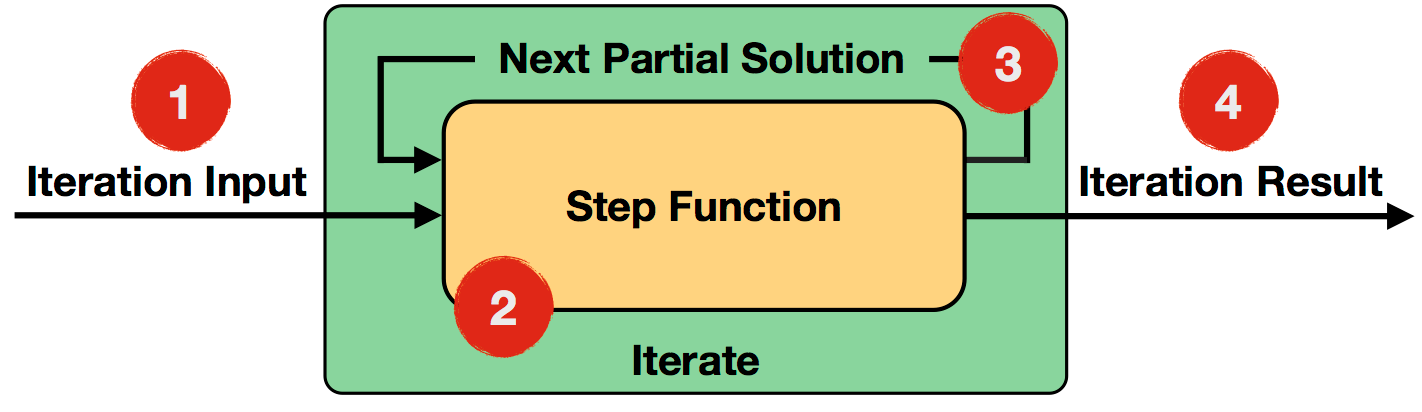 1
Iteration Input
Next Partial Solution
3
Step Function
2
Iterate
4
Iteration Result